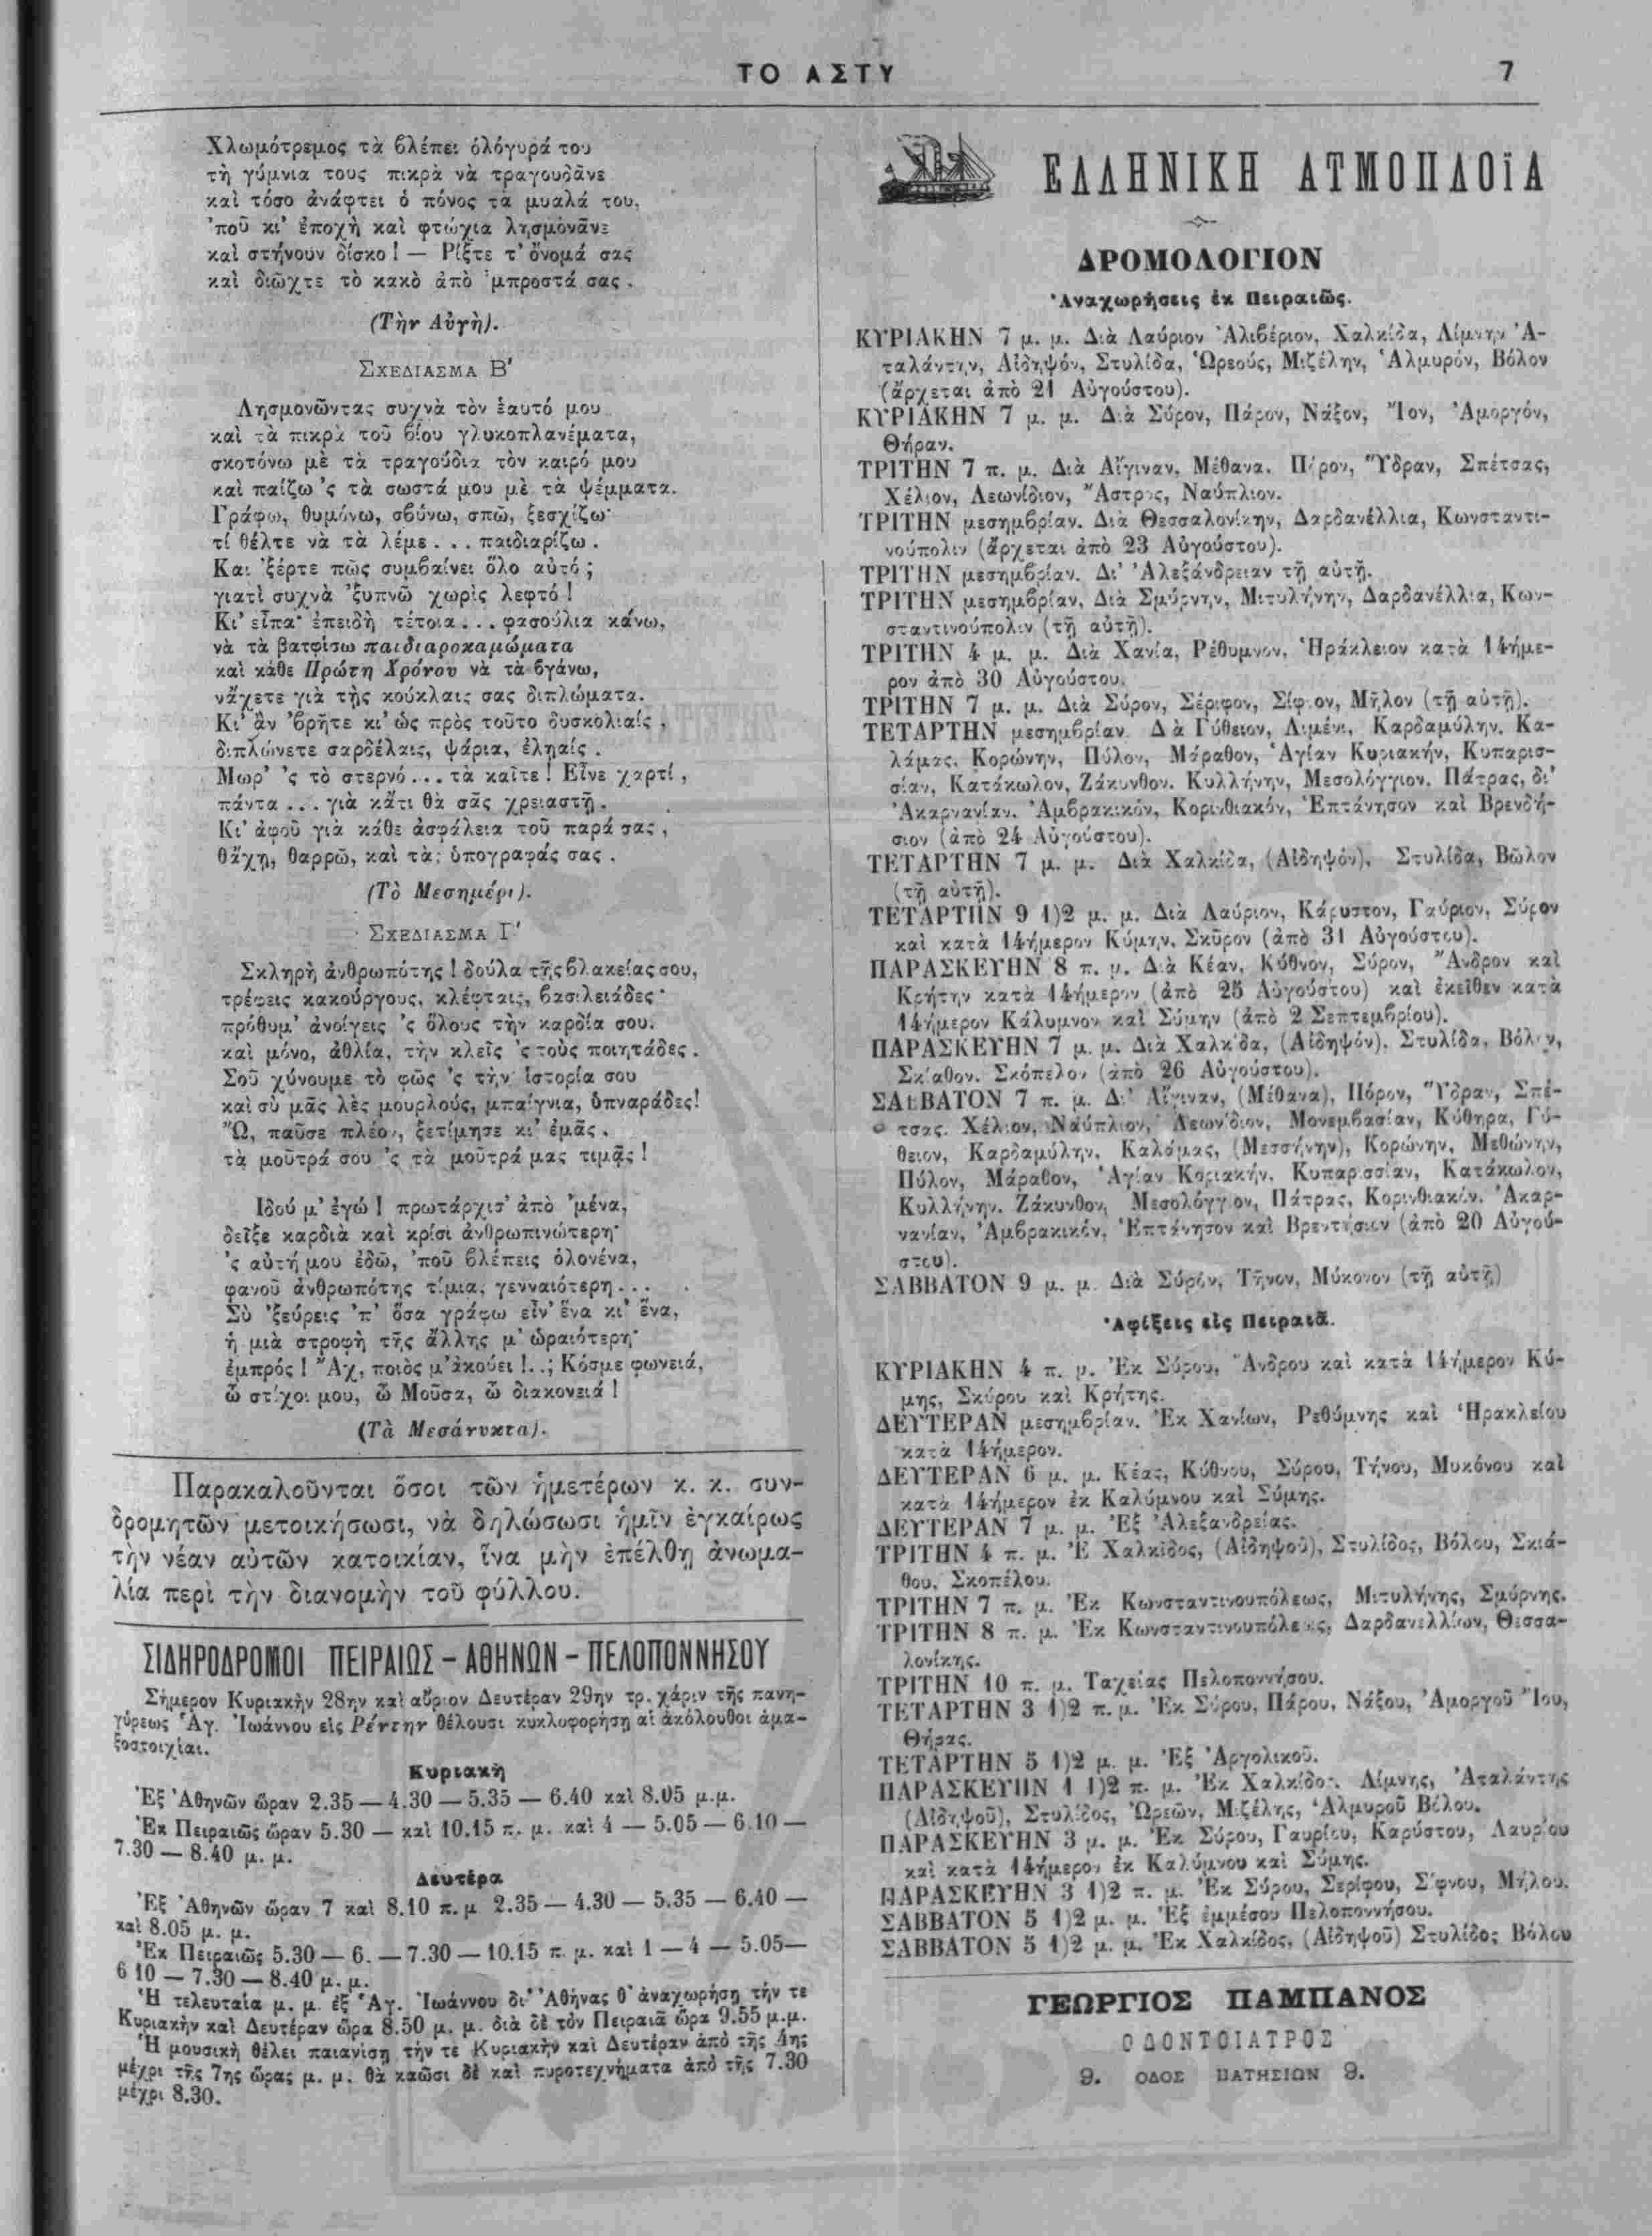 ΤΟ ΑΣΤΥ
7
Χλωμότρεμος τὰ βλέπει ὁλόγυρά του
τὴ γύμνια τους πικρὰ νὰ τραγουδᾶνε
καὶ τόσο ἀνάφτει ὁ πόνος τὰ μυαλά του,
'ποῦ κι' ἐποχὴ καὶ φτώχια λησμονᾶνε
καὶ στήνουν δίσκο! — Ρίξτε τ' ὄνομά σας
καὶ διῶχτε τὸ κακὸ ἀπὸ 'μπροστά σας.
(Τὴν Αὐγὴ).
ΣΧΕΔΙΑΣΜΑ Β'
Λησμονῶντας συχνὰ τὸν ἑαυτό μου
καὶ τὰ πικρὰ τοῦ βίου γλυκοπλανέματα,
σκοτόνω μὲ τὰ τραγούδια τὸν καιρό μου
καὶ παίζω 'ς τὰ σωστά μου μὲ τὰ ψέμματα.
Γράφω, θυμόνω, σβύνω, σπῶ, ξεσχίζω·
τί θέλτε νὰ τὰ λέμε... παιδιαρίζω.
Καὶ 'ξέρτε πῶς συμβαίνει ὅλο αὐτό;
γιατὶ συχνὰ 'ξυπνῶ χωρὶς λεφτό!
Κι' εἶπα· ἐπειδὴ τέτοια... φασούλια κάνω,
νὰ τὰ βατφίσω παιδιαροκαμώματα
καὶ κάθε Πρώτη Χρόνου νὰ τὰ βγάνω,
νἄχετε γιὰ τῆς κούκλαις σας διπλώματα.
Κι' ἂν 'βρῆτε κι' ὡς πρὸς τοῦτο δυσκολιαίς,
διπλώνετε σαρδέλαις, ψάρια, ἐληαίς.
Μωρ' 'ς τὸ στερνό... τὰ καῖτε! Εἶνε χαρτί,
πάντα ... γιὰ κᾶτι θὰ σᾶς χρειαστῇ.
Κι' ἀφοῦ γιὰ κάθε ἀσφάλεια τοῦ παρά σας,
θἄχῃ, θαρρῶ, καὶ τὰς ὑπογραφάς σας.
(Τὸ Μεσημέρι).
ΣΧΕΔΙΑΣΜΑ Γ'
Σκληρὴ ἀνθρωπότης! δούλα τῆς βλακείας σου,
τρέφεις κακούργους, κλέφταις, βασιλειάδες·
πρόθυμ' ἀνοίγεις 'ς ὅλους τὴν καρδία σου.
καὶ μόνο, ἀθλία, τὴν κλεῖς 'ς τοὺς ποιητάδες.
Σοῦ χύνουμε τὸ φῶς 'ς τὴν ἱστορία σου
καὶ σὺ μᾶς λὲς μουρλούς, μπαίγνια, ὑπναράδες!
Ὦ, παῦσε πλέον, ξετίμησε κι' ἐμᾶς.
τὰ μοῦτρά σου 'ς τὰ μοῦτρά μας τιμᾷς!
Ἰδού μ' ἐγώ! πρωτάρχισ' ἀπὸ 'μένα,
δεῖξε καρδιὰ καὶ κρίσι ἀνθρωπινώτερη·
'ς αὐτή μου ἐδῶ, 'ποῦ βλέπεις ὁλονένα,
φανοῦ ἀνθρωπότης τίμια, γενναιότερη...
Σὺ 'ξεύρεις 'π' ὅσα γράφω εἶν' ἕνα κι' ἕνα,
ἡ μιὰ στροφὴ τῆς ἄλλης μ' ὡραιότερη·
ἐμπρός! Ἂχ, ποιὸς μ' ἀκούει!..; Κόσμε φωνειά,
ὦ στίχοι μου, ὦ Μοῦσα, ὦ διακονειά!
(Τὰ Μεσάνυκτα).
Παρακαλοῦνται ὅσοι τῶν ἡμετέρων κ. κ. συν-
δρομητῶν μετοικήσωσι, νὰ δηλώσωσι ἡμῖν ἐγκαίρως
τὴν νέαν αὐτῶν κατοικίαν, ἵνα μὴν ἐπέλθῃ ἀνωμα-
λία περὶ τὴν διανομὴν τοῦ φύλλου.
ΣΙΔΗΡΟΔΡΟΜΟΙ ΠΕΙΡΑΙΩΣ – ΑΘΗΝΩΝ – ΠΕΛΟΠΟΝΝΗΣΟΥ
Σήμερον Κυριακὴν 28ην καὶ αὔριον Δευτέραν 29ην τρ. χάριν τῆς πανη-
γύρεως Ἁγ. Ἰωάννου εἰς Ρέντην θέλουσι κυκλοφορήσῃ αἱ ἀκόλουθοι ἁμα-
ξοστοιχίαι.
Κυριακὴ
Ἐξ Ἀθηνῶν ὥραν 2.35 — 4.30 — 5.35 — 6.40 καὶ 8.05 μ.μ.
Ἐκ Πειραιῶς ὥραν 5.30 — καὶ 10.15 π. μ. καὶ 4 — 5.05 — 6.10 —
7.30 — 8.40 μ. μ.
Δευτέρα
Ἐξ Ἀθηνῶν ὥραν 7 καὶ 8.10 π. μ 2.35 — 4.30 — 5.35 — 6.40 —
καὶ 8.05 μ. μ.
Ἐκ Πειραιῶς 5.30 — 6. — 7.30 — 10.15 π. μ. καὶ 1 — 4 — 5.05—
6 10 — 7.30 — 8.40 μ. μ.
Ἡ τελευταία μ. μ. ἐξ Ἁγ. Ἰωάννου δι' Ἀθήνας θ' ἀναχωρήσῃ τήν τε
Κυριακὴν καὶ Δευτέραν ὥρα 8.50 μ. μ. διὰ δὲ τὸν Πειραιᾶ ὥρα 9.55 μ.μ.
Ἡ μουσικὴ θέλει παιανίσῃ τήν τε Κυριακὴν καὶ Δευτέραν ἀπὸ τῆς 4ης
μέχρι τῆς 7ης ὥρας μ. μ. θὰ καῶσι δὲ καὶ πυροτεχνήματα ἀπὸ τῆς 7.30
μέχρι 8.30.
ΕΛΛΗΝΙΚΗ ΑΤΜΟΠΛΟΪΑ
ΔΡΟΜΟΛΟΓΙΟΝ
Ἀναχωρήσεις ἐκ Πειραιῶς.
ΚΥΡΙΑΚΗΝ 7 μ. μ. Διὰ Λαύριον Ἀλιβέριον, Χαλκίδα, Λίμνην Ἀ-
ταλάντην, Αἰδηψόν, Στυλίδα, Ὠρεούς, Μιζέλην, Ἁλμυρόν, Βόλον
(ἄρχεται ἀπὸ 21 Αὐγούστου).
ΚΥΡΙΑΚΗΝ 7 μ. μ. Διὰ Σύρον, Πάρον, Νάξον, Ἴον, Ἀμοργόν,
Θήραν.
ΤΡΙΤΗΝ 7 π. μ. Διὰ Αἴγιναν, Μέθανα, Πόρον, Ὕδραν, Σπέτσας,
Χέλιον, Λεωνίδιον, Ἄστρος, Ναύπλιον.
ΤΡΙΤΗΝ μεσημβρίαν. Διὰ Θεσσαλονίκην, Δαρδανέλλια, Κωνσταντι-
νούπολιν (ἄρχεται ἀπὸ 23 Αὐγούστου).
ΤΡΙΤΗΝ μεσημβρίαν. Δι' Ἀλεξάνδρειαν τῇ αὐτῇ.
ΤΡΙΤΗΝ μεσημβρίαν, Διὰ Σμύρνην, Μιτυλήνην, Δαρδανέλλια, Κων-
σταντινούπολιν (τῇ αὐτῇ).
ΤΡΙΤΗΝ 4 μ. μ. Διὰ Χανία, Ρέθυμνον, Ἡράκλειον κατὰ 14ήμε-
ρον ἀπὸ 30 Αὐγούστου.
ΤΡΙΤΗΝ 7 μ. μ. Διὰ Σύρον, Σέριφον, Σίφνον, Μῆλον (τῇ αὐτῇ).
ΤΕΤΑΡΤΗΝ μεσημβρίαν Διὰ Γύθειον, Λιμένι, Καρδαμύλην, Κα-
λάμας, Κορώνην, Πύλον, Μάραθον, Ἁγίαν Κυριακήν, Κυπαρισ-
σίαν, Κατάκωλον, Ζάκυνθον, Κυλλήνην, Μεσολόγγιον, Πάτρας, δι'
Ἀκαρνανίαν, Ἀμβρακικόν, Κορινθιακόν, Ἑπτάνησον καὶ Βρενδή-
σιον (ἀπὸ 24 Αὐγούστου).
ΤΕΤΑΡΤΗΝ 7 μ. μ. Διὰ Χαλκίδα, (Αἰδηψόν), Στυλίδα, Βῶλον
(τῇ αὐτῇ).
ΤΕΤΑΡΤΗΝ 9 1)2 μ. μ. Διὰ Λαύριον, Κάρυστον, Γαύριον, Σύρον
καὶ κατὰ 14ήμερον Κύμην, Σκῦρον (ἀπὸ 31 Αὐγούστου).
ΠΑΡΑΣΚΕΥΗΝ 8 π. μ. Διὰ Κέαν, Κύθνον, Σύρον, Ἄνδρον καὶ
Κρήτην κατὰ 14ήμερον (ἀπὸ 25 Αὐγούστου) καὶ ἐκεῖθεν κατὰ
14ήμερον Κάλυμνον καὶ Σύμην (ἀπὸ 2 Σεπτεμβρίου).
ΠΑΡΑΣΚΕΥΗΝ 7 μ. μ. Διὰ Χαλκίδα, (Αἰδηψόν), Στυλίδα, Βόλον,
Σκίαθον, Σκόπελον (ἀπὸ 26 Αὐγούστου).
ΣΑΒΒΑΤΟΝ 7 π. μ. Δι' Αἴγιναν, (Μέθανα), Πόρον, Ὕδραν, Σπέ-
τσας, Χέλιον, Ναύπλιον, Λεωνίδιον, Μονεμβασίαν, Κύθηρα, Γύ-
θειον, Καρδαμύλην, Καλάμας, (Μεσσήνην), Κορώνην, Μεθώνην,
Πύλον, Μάραθον, Ἁγίαν Κυριακήν, Κυπαρισσίαν, Κατάκωλον,
Κυλλήνην, Ζάκυνθον, Μεσολόγγιον, Πάτρας, Κορινθιακόν, Ἀκαρ-
νανίαν, Ἀμβρακικόν, Ἑπτάνησον καὶ Βρεντήσιον (ἀπὸ 20 Αὐγού-
στου).
ΣΑΒΒΑΤΟΝ 9 μ. μ. Διὰ Σύρον, Τῆνον, Μύκονον (τῇ αὐτῇ)
Ἀφίξεις εἰς Πειραιᾶ.
ΚΥΡΙΑΚΗΝ 4 π. μ. Ἐκ Σύρου, Ἄνδρου καὶ κατὰ 14ήμερον Κύ-
μης, Σκύρου καὶ Κρήτης.
ΔΕΥΤΕΡΑΝ μεσημβρίαν. Ἐκ Χανίων, Ρεθύμνης καὶ Ἡρακλείου
κατὰ 14ήμερον.
ΔΕΥΤΕΡΑΝ 6 μ. μ. Κέας, Κύθνου, Σύρου, Τήνου, Μυκόνου καὶ
κατὰ 14ήμερον ἐκ Καλύμνου καὶ Σύμης.
ΔΕΥΤΕΡΑΝ 7 μ. μ. Ἐξ Ἀλεξανδρείας.
ΤΡΙΤΗΝ 4 π. μ. Ἐ Χαλκίδος, (Αἰδηψοῦ), Στυλίδος, Βόλου, Σκιά-
θου, Σκοπέλου.
ΤΡΙΤΗΝ 7 π. μ. Ἐκ Κωνσταντινουπόλεως, Μιτυλήνης, Σμύρνης.
ΤΡΙΤΗΝ 8 π. μ. Ἐκ Κωνσταντινουπόλεως, Δαρδανελλίων, Θεσσα-
λονίκης.
ΤΡΙΤΗΝ 10 π. μ. Ταχείας Πελοποννήσου.
ΤΕΤΑΡΤΗΝ 3 1)2 π. μ. Ἐκ Σύρου, Πάρου, Νάξου, Ἀμοργοῦ Ἴου,
Θήρας.
ΤΕΤΑΡΤΗΝ 5 1)2 μ. μ. Ἐξ Ἀργολικοῦ.
ΠΑΡΑΣΚΕΥΗΝ 1 1)2 π. μ. Ἐκ Χαλκίδος, Λίμνης, Ἀταλάντης
(Αἰδηψοῦ), Στυλίδος, Ὠρεῶν, Μιζέλης, Ἁλμυροῦ Βόλου.
ΠΑΡΑΣΚΕΥΗΝ 3 μ. μ. Ἐκ Σύρου, Γαυρίου, Καρύστου, Λαυρίου
καὶ κατὰ 14ήμερον ἐκ Καλύμνου καὶ Σύμης.
ΠΑΡΑΣΚΕΥΗΝ 3 1)2 π. μ. Ἐκ Σύρου, Σερίφου, Σίφνου, Μήλου.
ΣΑΒΒΑΤΟΝ 5 1)2 μ. μ. Ἐξ ἐμμέσου Πελοποννήσου.
ΣΑΒΒΑΤΟΝ 5 1)2 μ. μ. Ἐκ Χαλκίδος, (Αἰδηψοῦ) Στυλίδος Βόλου
ΓΕΩΡΓΙΟΣ ΠΑΜΠΑΝΟΣ
ΟΔΟΝΤΟΙΑΤΡΟΣ
9. ΟΔΟΣ ΠΑΤΗΣΙΩΝ 9.